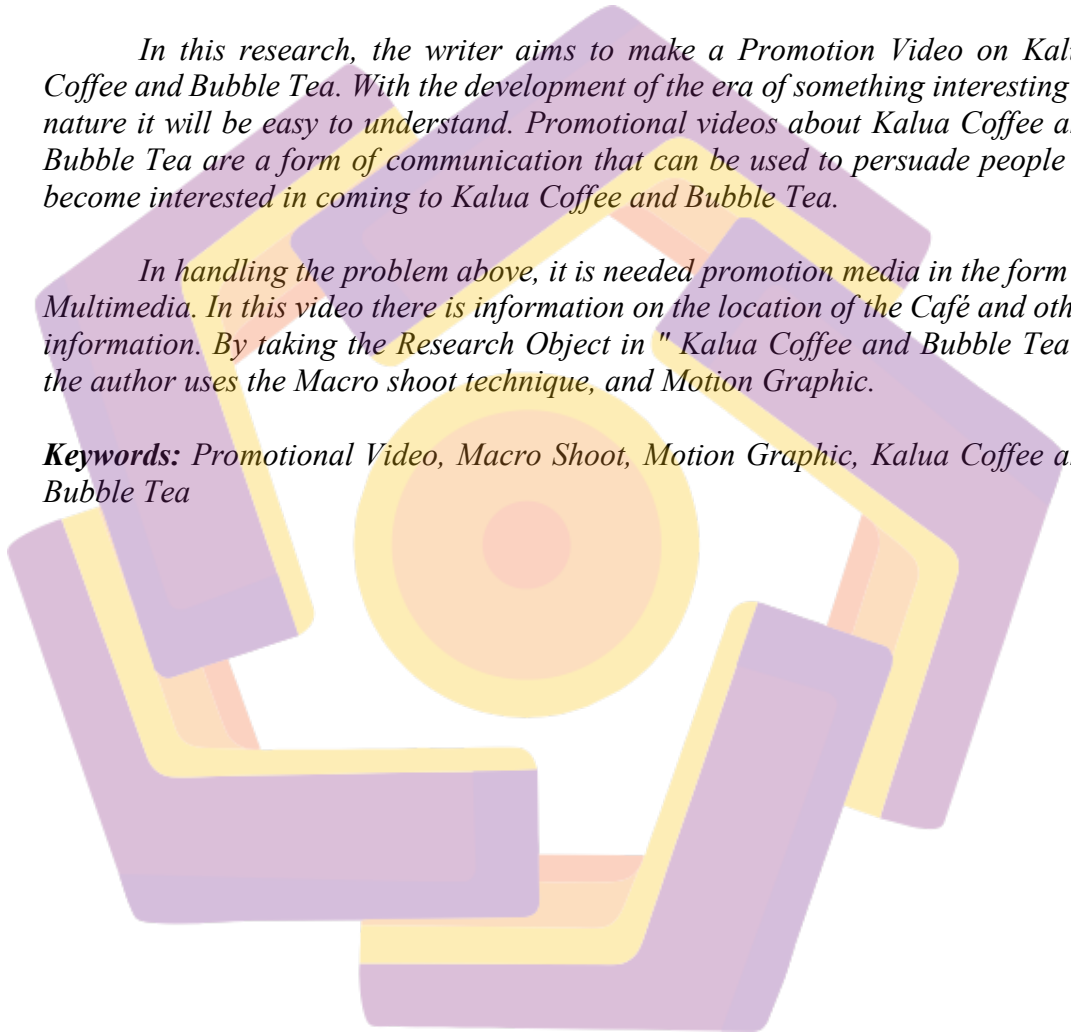 In this research, the writer aims to make a Promotion Video on Kalu
Coffee and Bubble Tea. With the development of the era of something interesting
nature it will be easy to understand. Promotional videos about Kalua Coffee a
Bubble Tea are a form of communication that can be used to persuade people
become interested in coming to Kalua Coffee and Bubble Tea.
In handling the problem above, it is needed promotion media in the form
Multimedia. In this video there is information on the location of the Café and oth
information. By taking the Research Object in " Kalua Coffee and Bubble Tea
the author uses the Macro shoot technique, and Motion Graphic.
Keywords: Promotional Video, Macro Shoot, Motion Graphic, Kalua Coffee a
Bubble Tea